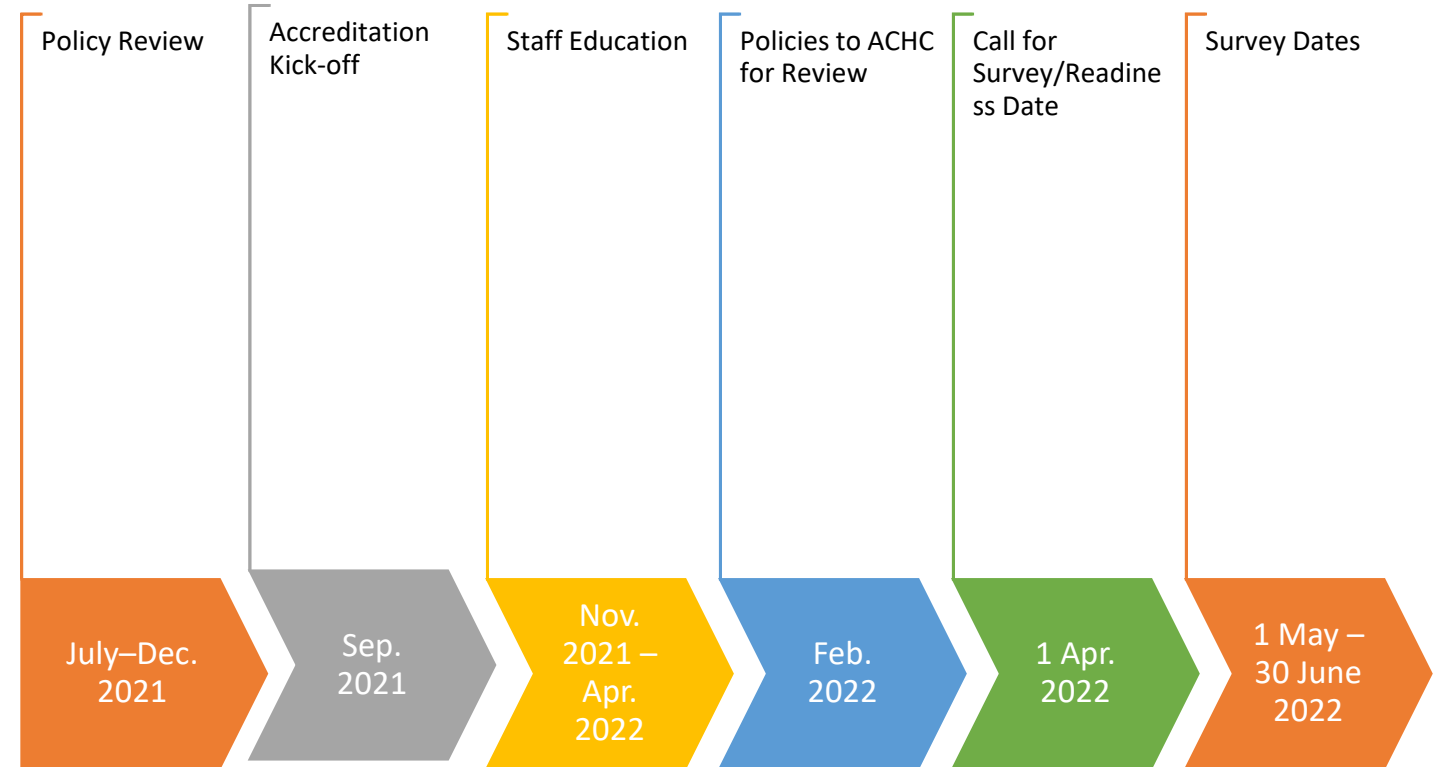 Policy Review
Accreditation
Kick-off
Staff Education
Policies to ACHC
for Review
Call for
Survey/Readine
ss Date
Survey Dates
July–Dec.
2021
Sep.
2021
Nov.
2021 –
Apr.
2022
Feb.
2022
1 Apr.
2022
1 May –
30 June
2022